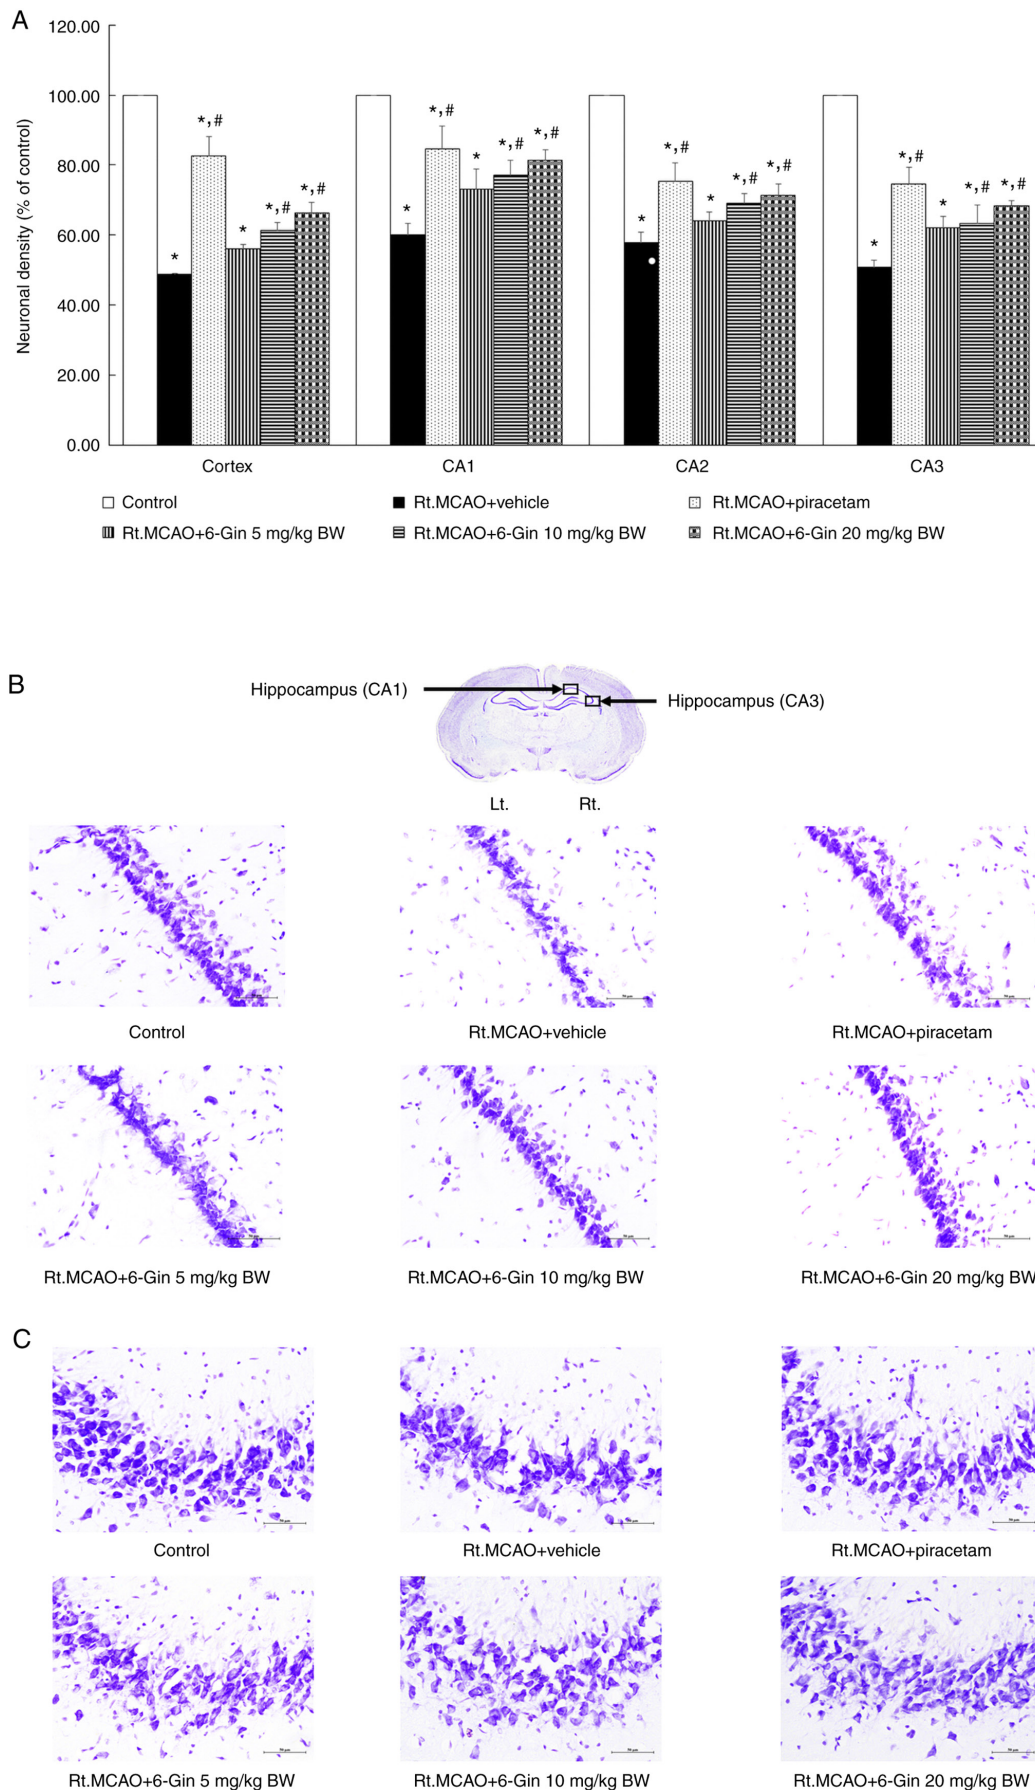 A
120.00
100.00
80.00
60.00
40.00
20.00
0.00
Neuronal density (% of control)
* *,# * *,# *,#
* *,# * *,# *,#
* *,# * *,# *,#
* *,# * *,# *,#
Cortex CA1 CA2 CA3
Control Rt.MCAO+vehicle Rt.MCAO+piracetam
Rt.MCAO+6-Gin 5 mg/kg BW Rt.MCAO+6-Gin 10 mg/kg BW Rt.MCAO+6-Gin 20 mg/kg BW
B
Hippocampus (CA1)
Hippocampus (CA3)
Lt. Rt.
Control Rt.MCAO+vehicle Rt.MCAO+piracetam
Rt.MCAO+6-Gin 5 mg/kg BW Rt.MCAO+6-Gin 10 mg/kg BW Rt.MCAO+6-Gin 20 mg/kg BW
C
Control Rt.MCAO+vehicle Rt.MCAO+piracetam
Rt.MCAO+6-Gin 5 mg/kg BW Rt.MCAO+6-Gin 10 mg/kg BW Rt.MCAO+6-Gin 20 mg/kg BW